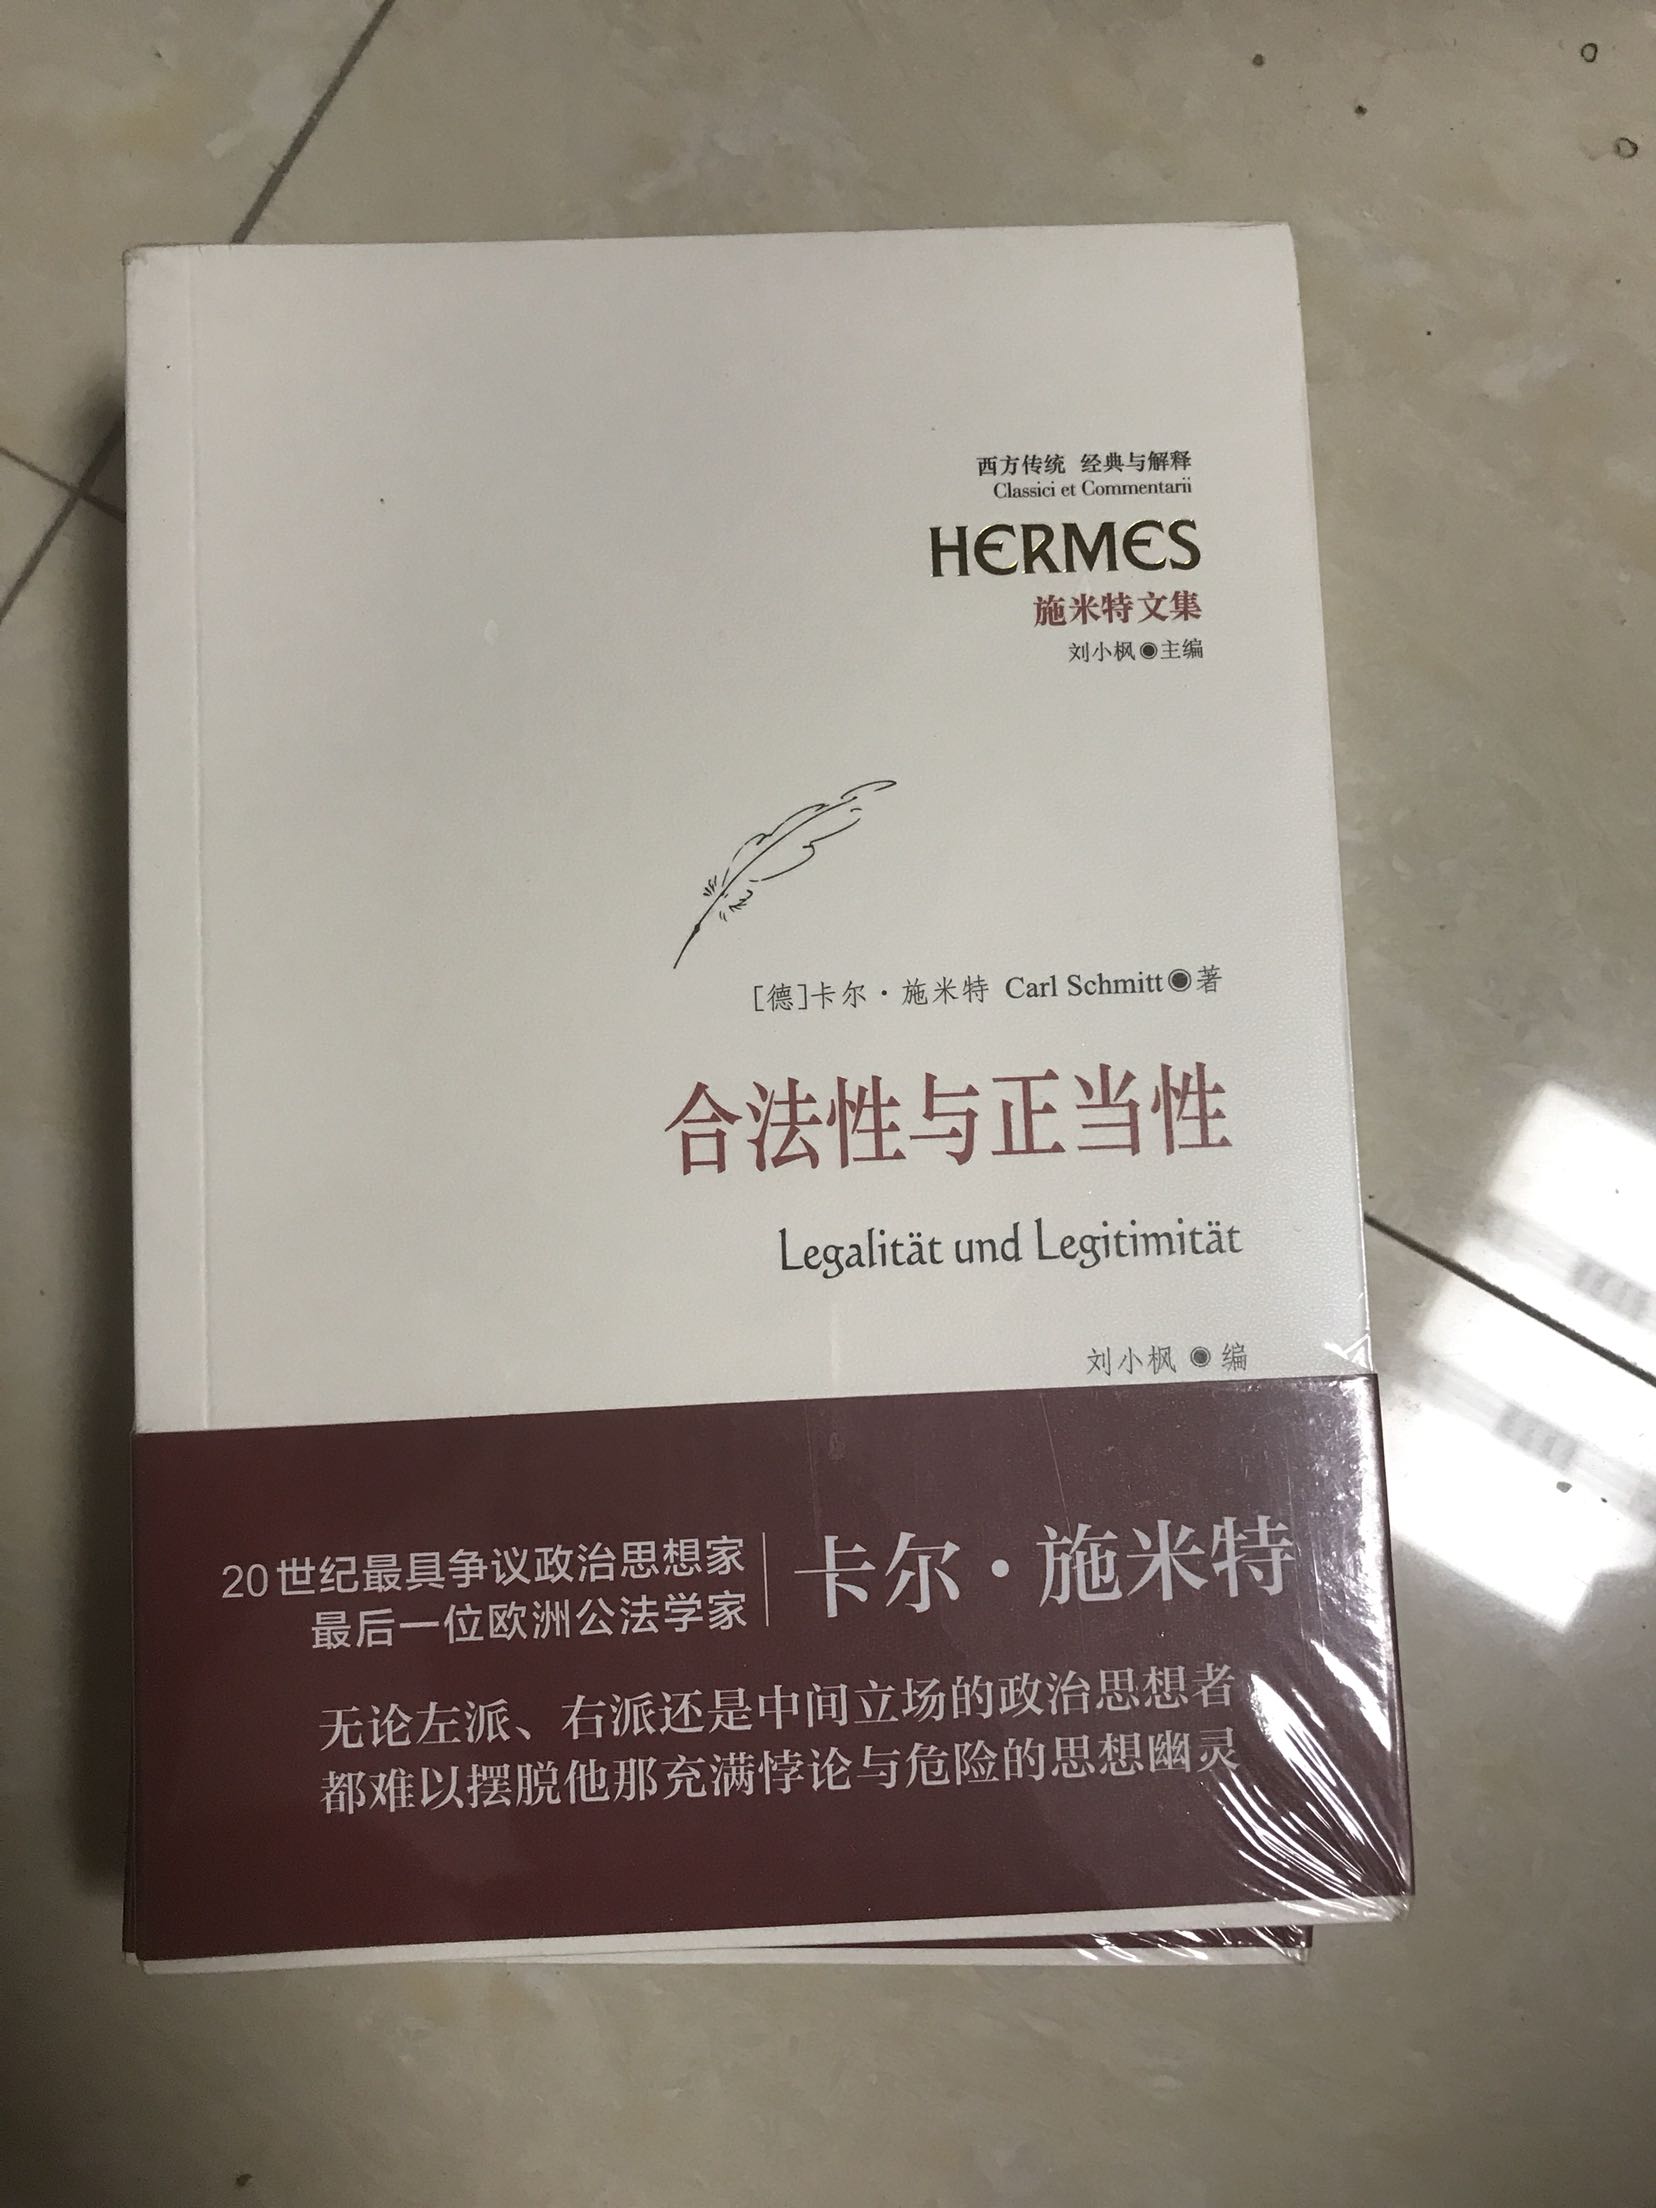 西方传统 经典与解释
Classici et Commentarii
HERMES
施米特文集
刘小枫◉主编
[德]卡尔·施米特 Carl Schmitt◉著
合法性与正当性
Legalität und Legitimität
刘小枫 ◉ 编
20世纪最具争议政治思想家
最后一位欧洲公法学家
卡尔·施米特
无论左派、右派还是中间立场的政治思想者
都难以摆脱他那充满悖论与危险的思想幽灵